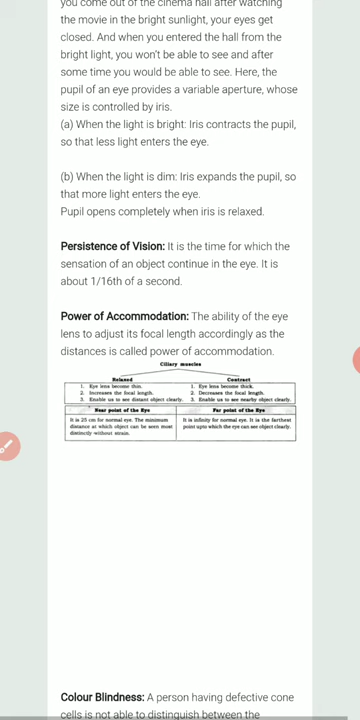 you come out of the cinema hall after watching
the movie in the bright sunlight, your eyes get
closed. And when you entered the hall from the
bright light, you won't be able to see and after
some time you would be able to see. Here, the
pupil of an eye provides a variable aperture, whose
size is controlled by iris.
(a) When the light is bright: Iris contracts the pupil,
so that less light enters the eye.
(b) When the light is dim: Iris expands the pupil, so
that more light enters the eye.
Pupil opens completely when iris is relaxed.
Persistence of Vision: It is the time for which the
sensation of an object continue in the eye. It is
about 1/16th of a second.
Power of Accommodation: The ability of the eye
lens to adjust its focal length accordingly as the
distances is called power of accommodation.
Ciliary muscles
Relaxed
1. Eye lens become thin.
2. Increases the focal length.
3. Enable us to see distant object clearly.
Contract
1. Eye lens become thick.
2. Decreases the focal length.
3. Enable us to see nearby object clearly.
Near point of the Eye
It is 25 cm for normal eye. The minimum
distance at which object can be seen most
distinctly without strain.
Far point of the Eye
It is infinity for normal eye. It is the farthest
point upto which the eye can see object clearly.
Colour Blindness: A person having defective cone
cells is not able to distinguish between the